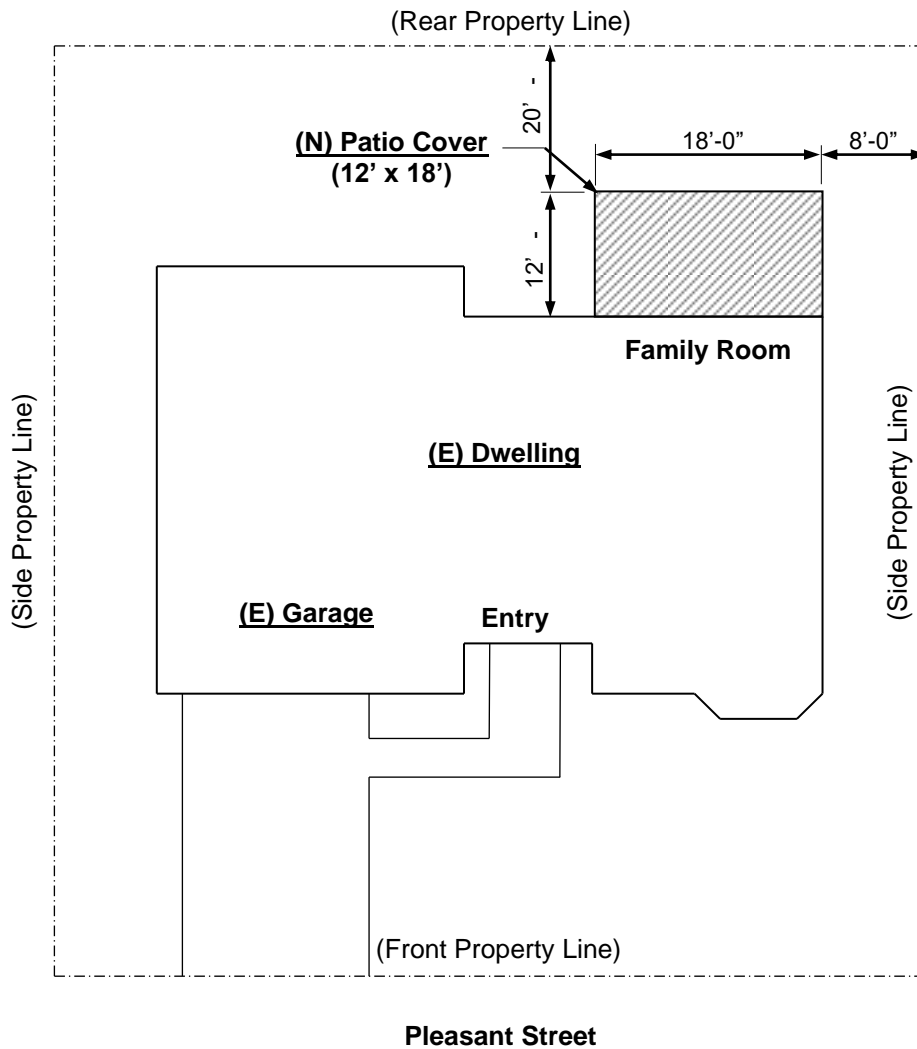 (Rear Property Line)
20’ -
(N) Patio Cover
(12’ x 18’)
18’-0”
8’-0”
12’ -
Family Room
(Side Property Line)
(E) Dwelling
(Side Property Line)
(E) Garage
Entry
(Front Property Line)
Pleasant Street